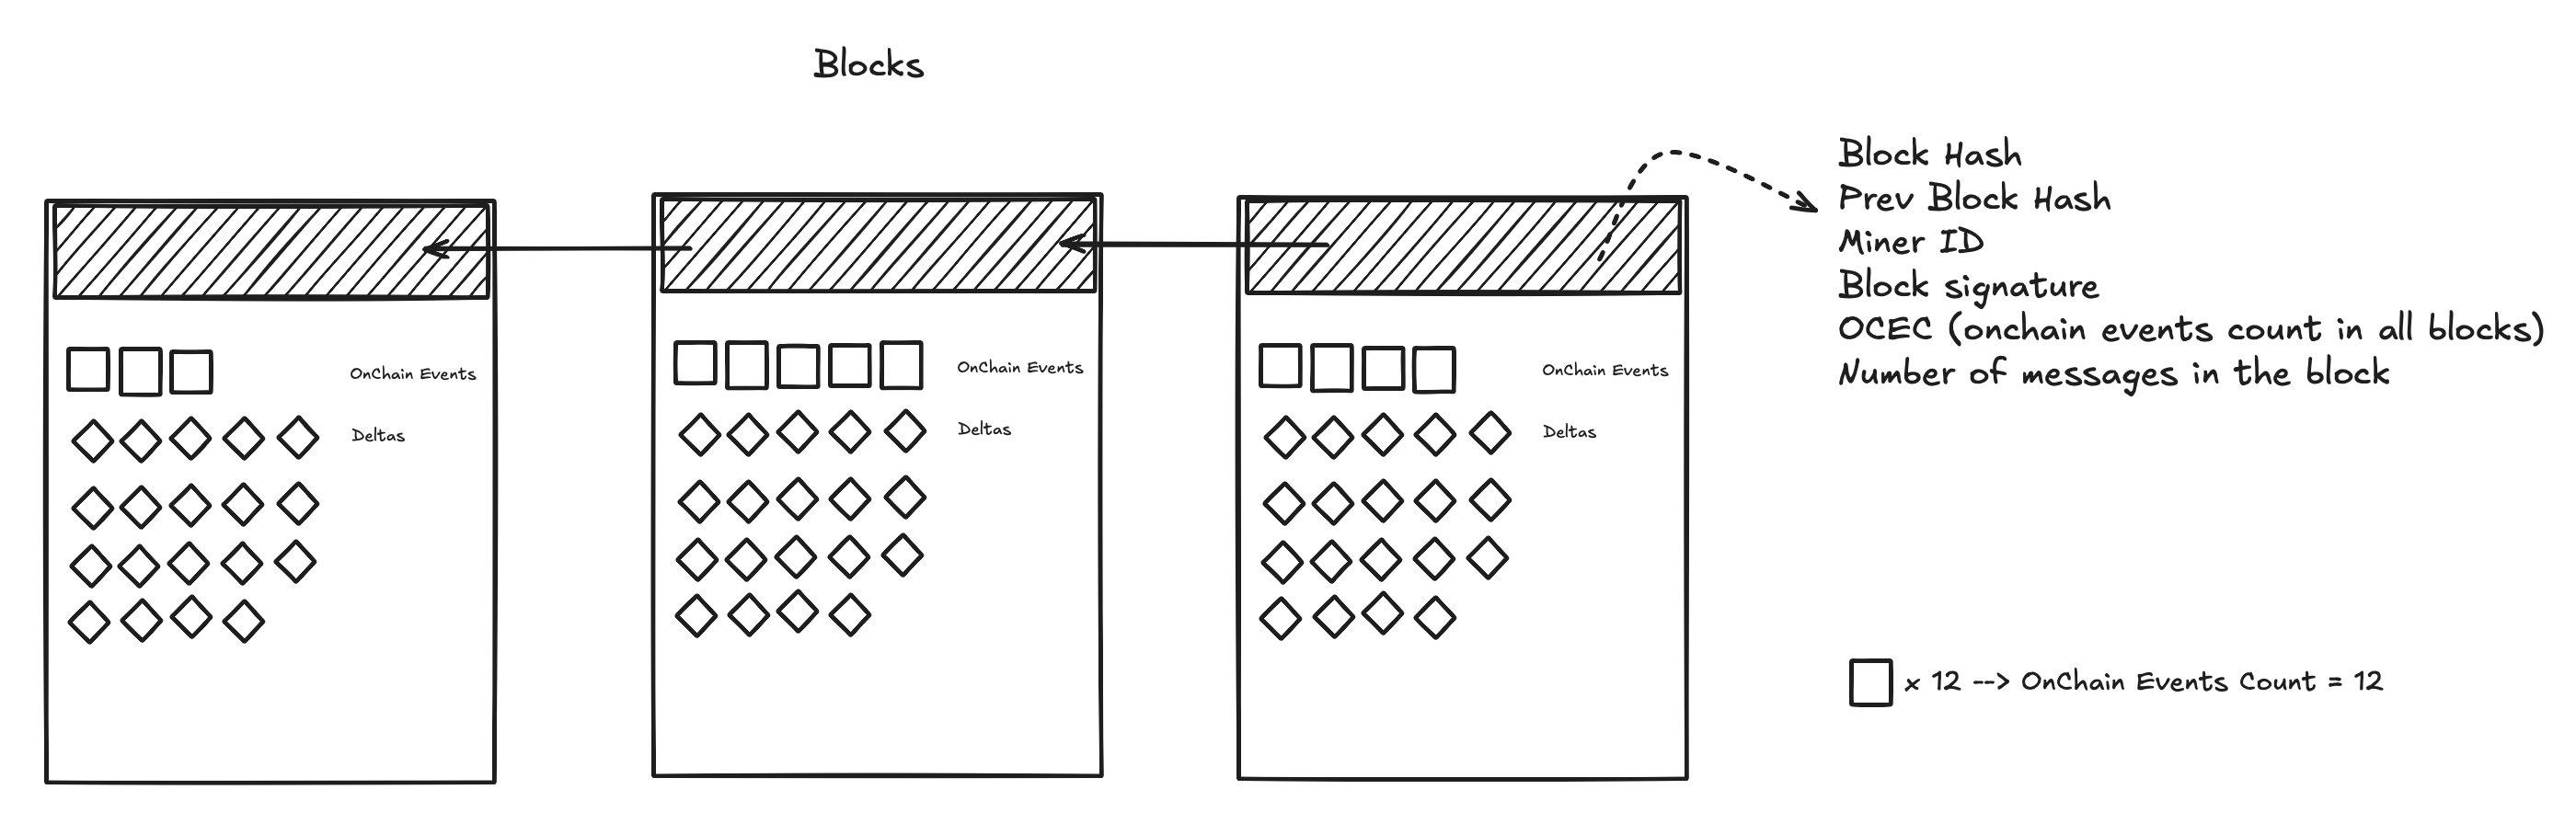 Blocks
Block Hash
Prev Block Hash
Miner ID
Block signature
OCEC (onchain events count in all blocks)
Number of messages in the block
OnChain Events
Deltas
OnChain Events
Deltas
OnChain Events
Deltas
x 12 --> OnChain Events Count = 12